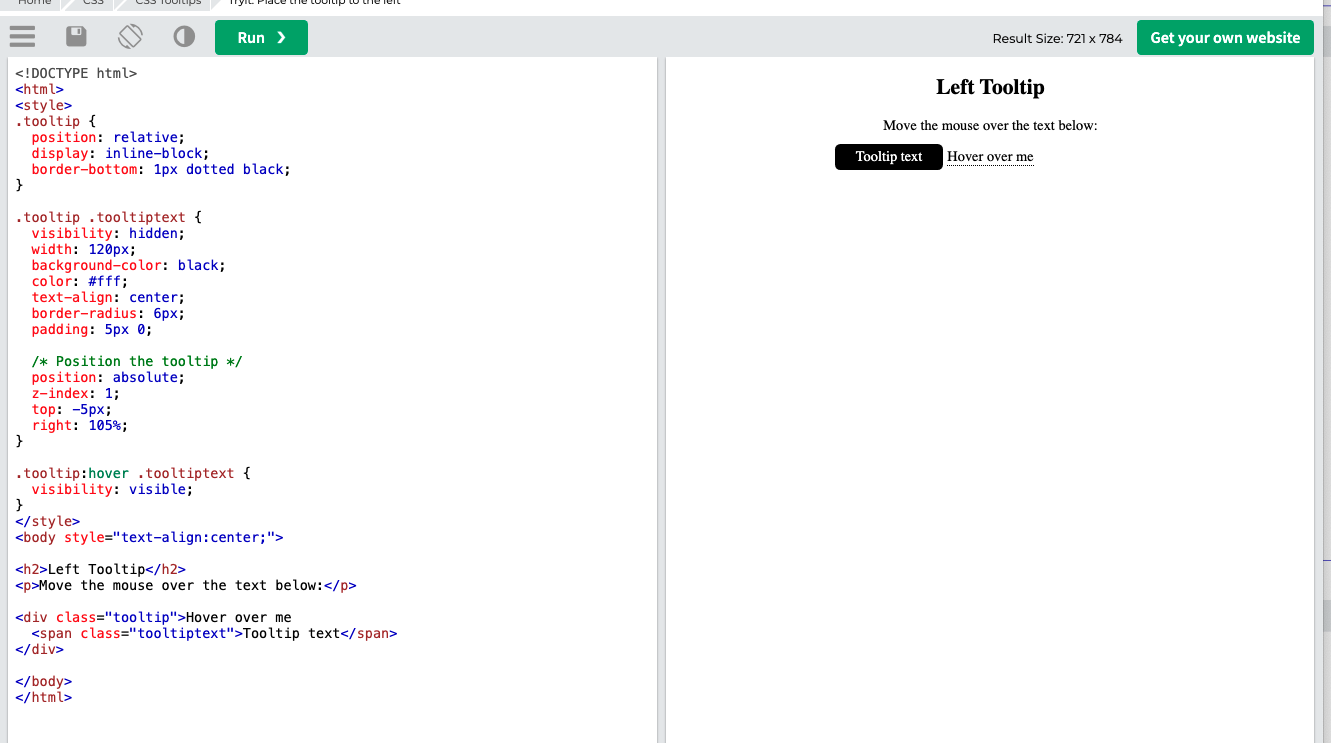 Home CSS CSS Tooltips Tryit: Place the tooltip to the left
Run ❯ Result Size: 721 x 784 Get your own website
<!DOCTYPE html>
<html>
<style>
.tooltip {
  position: relative;
  display: inline-block;
  border-bottom: 1px dotted black;
}

.tooltip .tooltiptext {
  visibility: hidden;
  width: 120px;
  background-color: black;
  color: #fff;
  text-align: center;
  border-radius: 6px;
  padding: 5px 0;

  /* Position the tooltip */
  position: absolute;
  z-index: 1;
  top: -5px;
  right: 105%;
}

.tooltip:hover .tooltiptext {
  visibility: visible;
}
</style>
<body style="text-align:center;">

<h2>Left Tooltip</h2>
<p>Move the mouse over the text below:</p>

<div class="tooltip">Hover over me
  <span class="tooltiptext">Tooltip text</span>
</div>

</body>
</html>
Left Tooltip
Move the mouse over the text below:
Tooltip text Hover over me